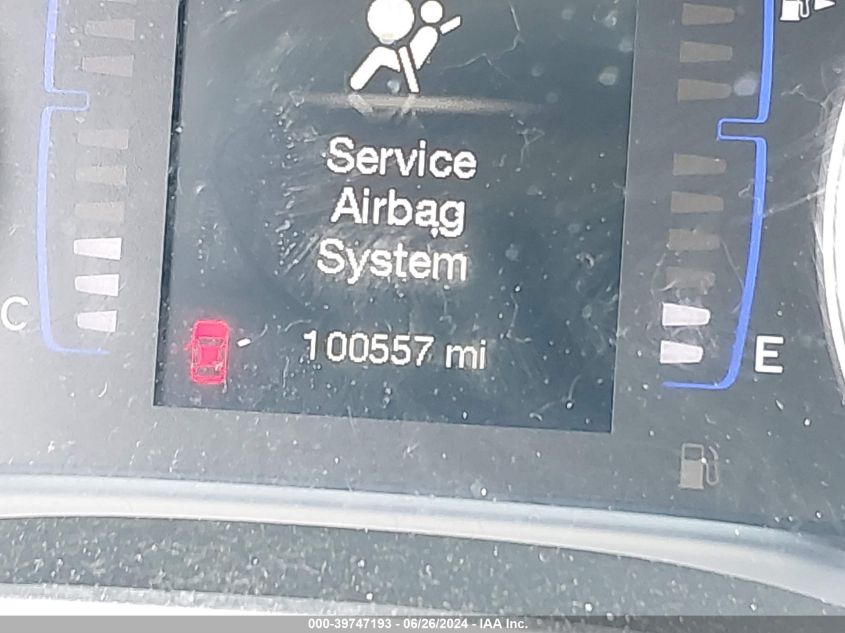 Service
Airbag
System
100557 mi
C
E
000-39747193 - 06/26/2024 - IAA Inc.